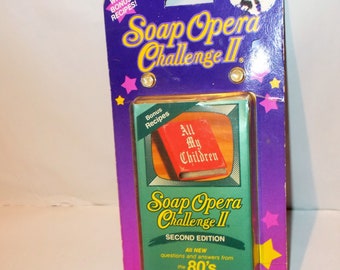 BONUS
RECIPES!
Soap Opera
Challenge II®
Bonus
Recipes
All
My
Children
Soap Opera
Challenge II®
SECOND EDITION
All NEW
questions and answers from
the 80's